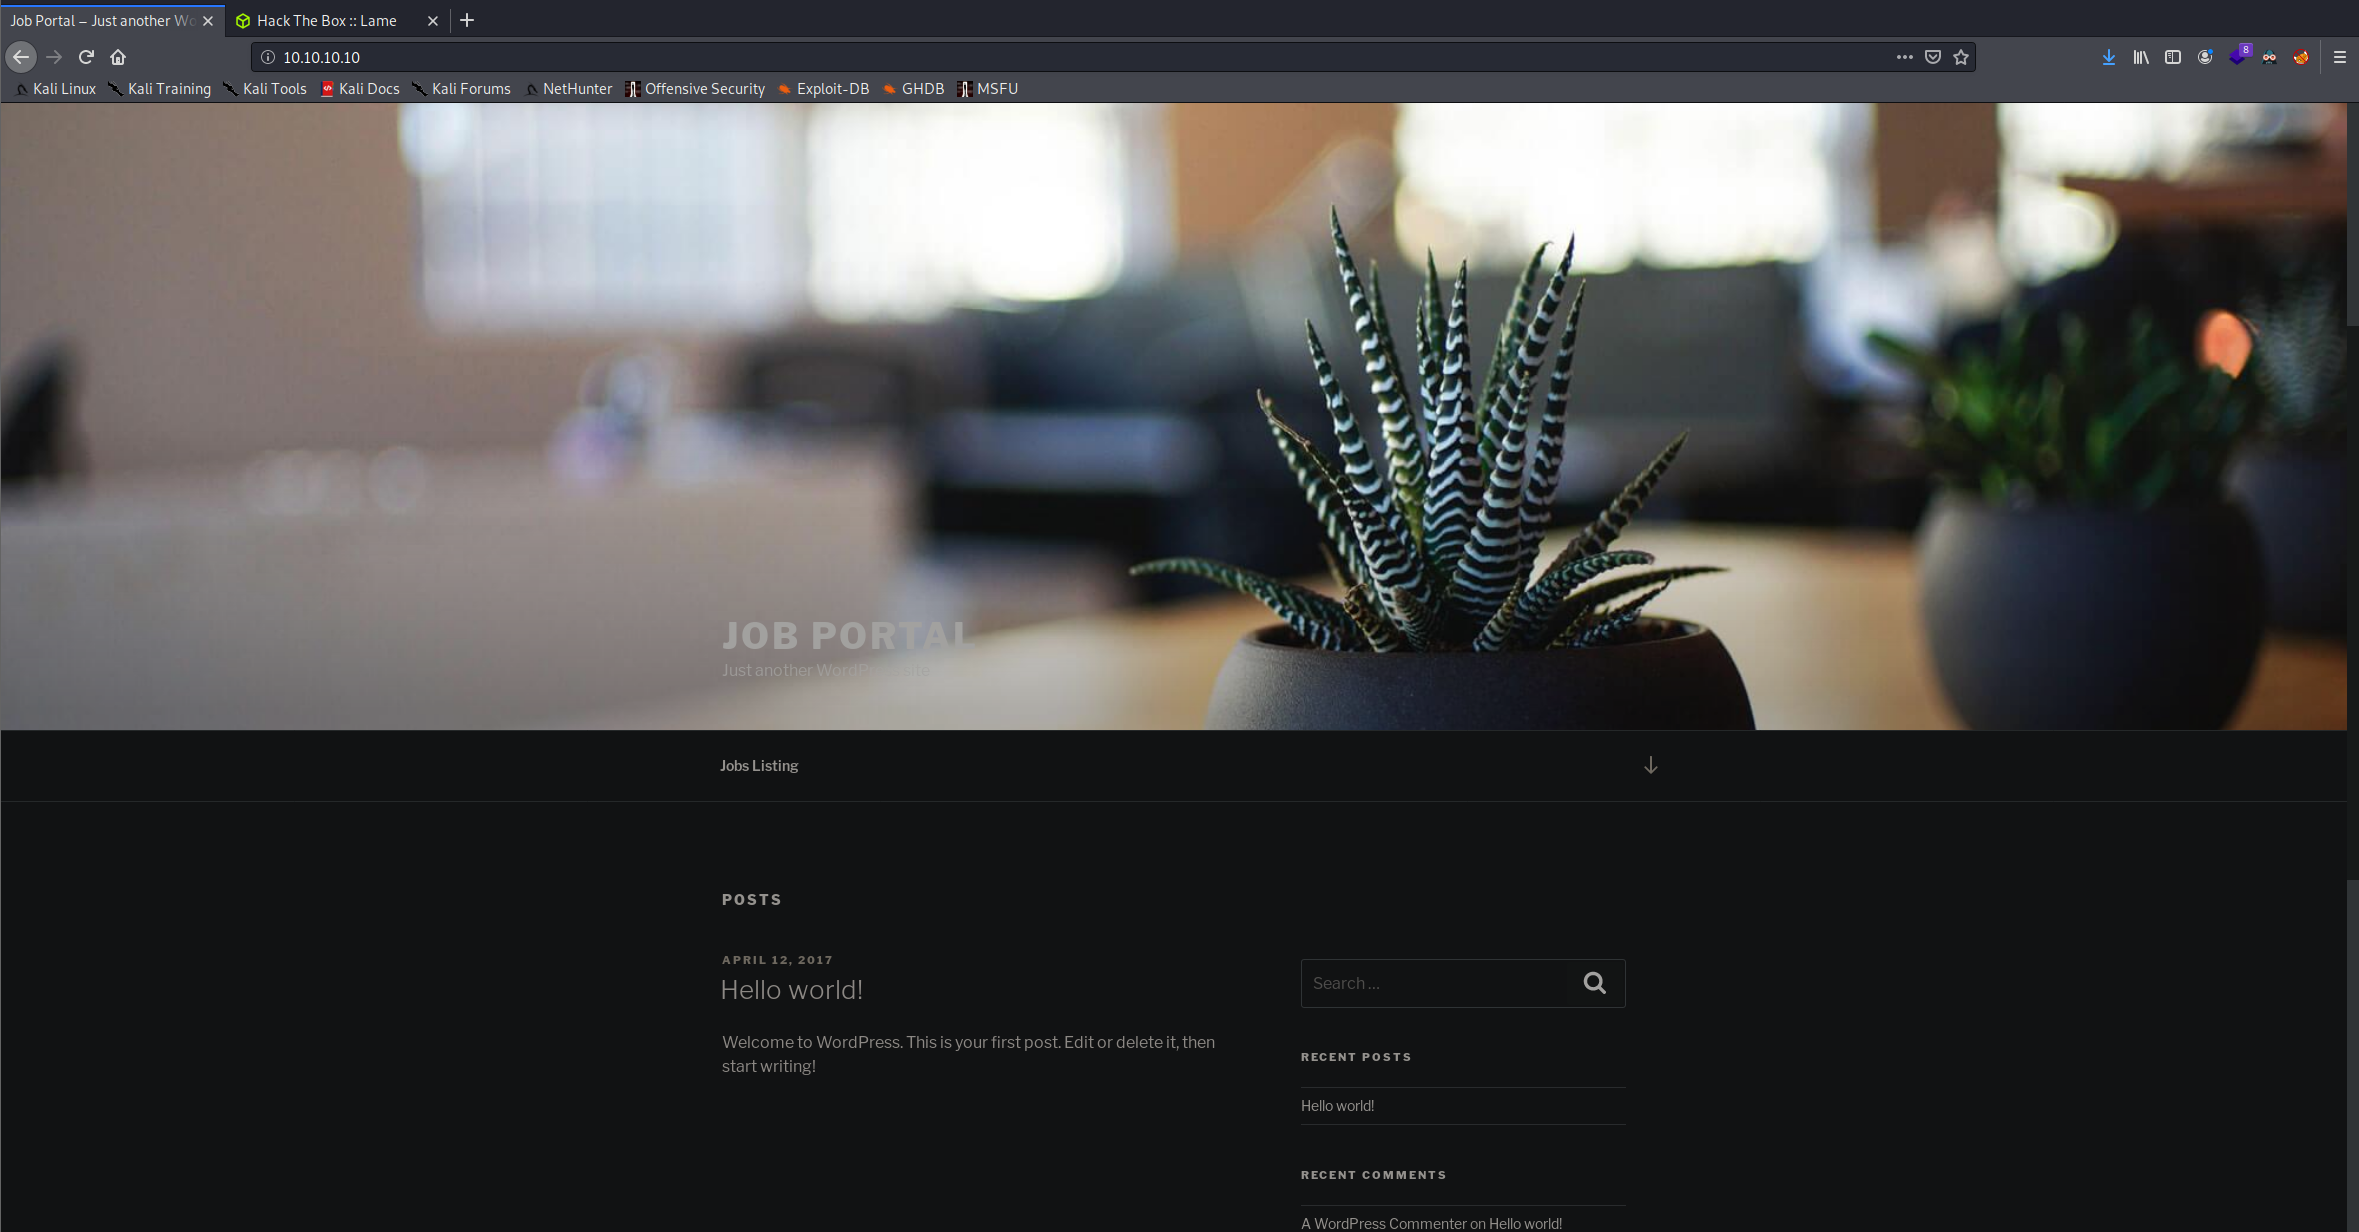 Job Portal – Just another Wo
Hack The Box :: Lame
10.10.10.10
8
Kali Linux
Kali Training
Kali Tools
Kali Docs
Kali Forums
NetHunter
Offensive Security
Exploit-DB
GHDB
MSFU
JOB PORTAL
Just another WordPress site
Jobs Listing
POSTS
APRIL 12, 2017
Hello world!
Welcome to WordPress. This is your first post. Edit or delete it, then
start writing!
Search …
RECENT POSTS
Hello world!
RECENT COMMENTS
A WordPress Commenter on Hello world!